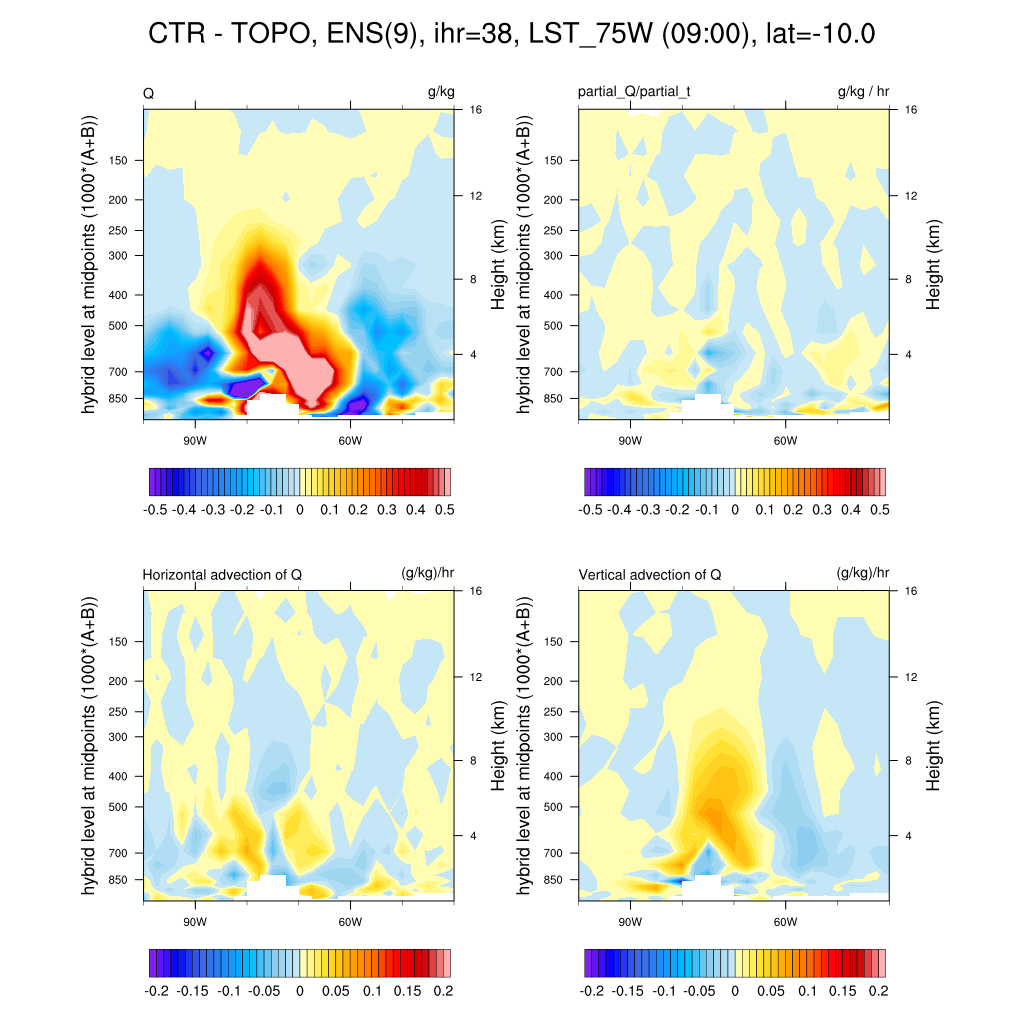 CTR - TOPO, ENS(9), ihr=38, LST_75W (09:00), lat=-10.0
Q g/kg
hybrid level at midpoints (1000*(A+B))
150
200
250
300
400
500
700
850
16
12
8
4
Height (km)
90W 60W
-0.5 -0.4 -0.3 -0.2 -0.1 0 0.1 0.2 0.3 0.4 0.5
partial_Q/partial_t g/kg / hr
hybrid level at midpoints (1000*(A+B))
150
200
250
300
400
500
700
850
16
12
8
4
Height (km)
90W 60W
-0.5 -0.4 -0.3 -0.2 -0.1 0 0.1 0.2 0.3 0.4 0.5
Horizontal advection of Q (g/kg)/hr
hybrid level at midpoints (1000*(A+B))
150
200
250
300
400
500
700
850
16
12
8
4
Height (km)
90W 60W
-0.2 -0.15 -0.1 -0.05 0 0.05 0.1 0.15 0.2
Vertical advection of Q (g/kg)/hr
hybrid level at midpoints (1000*(A+B))
150
200
250
300
400
500
700
850
16
12
8
4
Height (km)
90W 60W
-0.2 -0.15 -0.1 -0.05 0 0.05 0.1 0.15 0.2